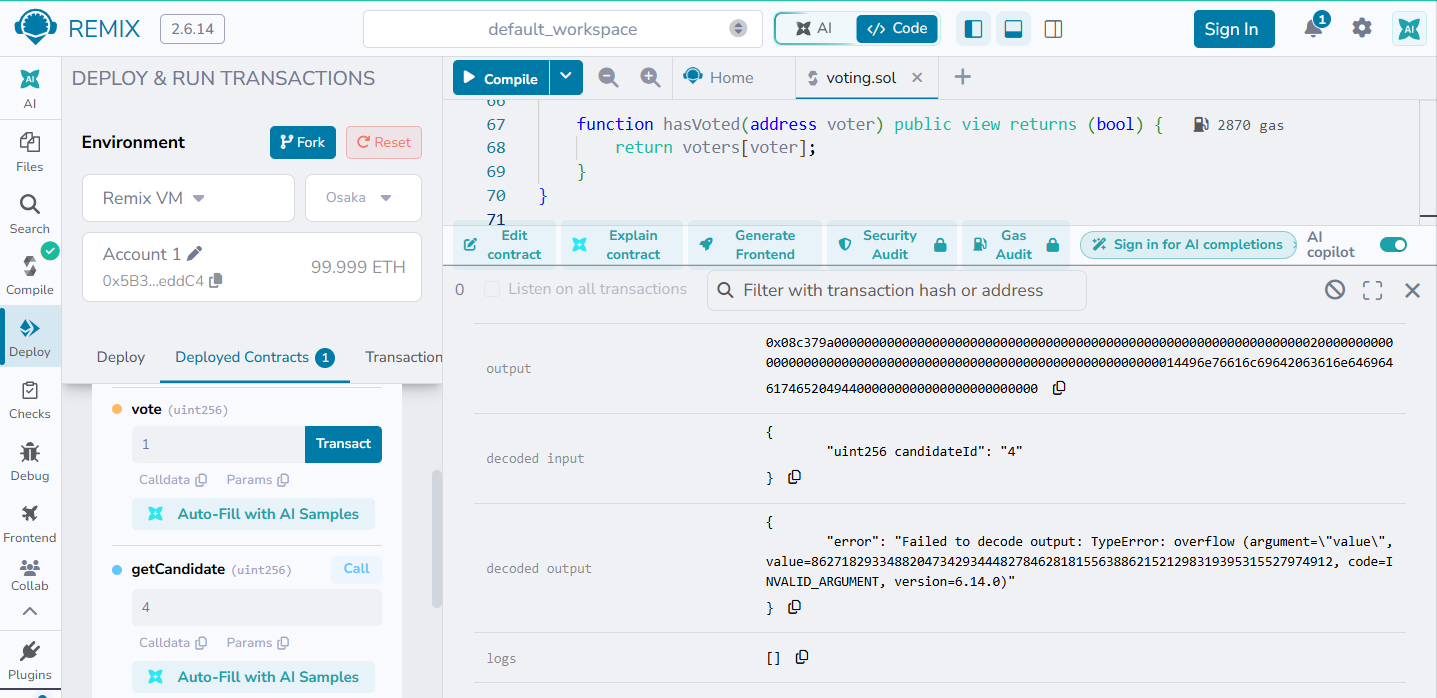 REMIX 2.6.14 default_workspace AI Code Sign In 1 AI
AI
Files
Search
Compile
Deploy
Checks
Debug
Frontend
Collab
Plugins
DEPLOY & RUN TRANSACTIONS
Environment Fork Reset
Remix VM Osaka
Account 1 99.999 ETH
0x5B3...eddC4
Deploy Deployed Contracts 1 Transaction
vote (uint256)
1 Transact
Calldata Params
Auto-Fill with AI Samples
getCandidate (uint256) Call
4
Calldata Params
Auto-Fill with AI Samples
Compile Home voting.sol
66
67 function hasVoted(address voter) public view returns (bool) { 2870 gas
68 return voters[voter];
69 }
70 }
71
Edit contract Explain contract Generate Frontend Security Audit Gas Audit Sign in for AI completions AI copilot
0 Listen on all transactions Filter with transaction hash or address
output
decoded input
{
"uint256 candidateId": "4"
}
decoded output
{
"error": "Failed to decode output: TypeError: overflow (argument=\"value\",
code=I
NVALID_ARGUMENT, version=6.14.0)"
}
logs []